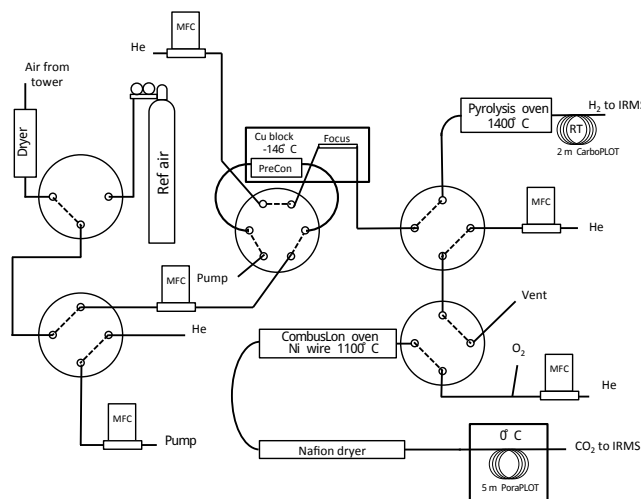 MFC
He
Air from
tower
Dryer
Ref air
Cu block
-146° C
Focus
PreCon
Pyrolysis oven
1400° C
H2 to IRMS
RT
2 m CarboPLOT
MFC
He
Pump
MFC
He
Vent
CombusLon oven
Ni wire 1100° C
O2
MFC
He
MFC
Pump
Nafion dryer
0° C
5 m PoraPLOT
CO2 to IRMS